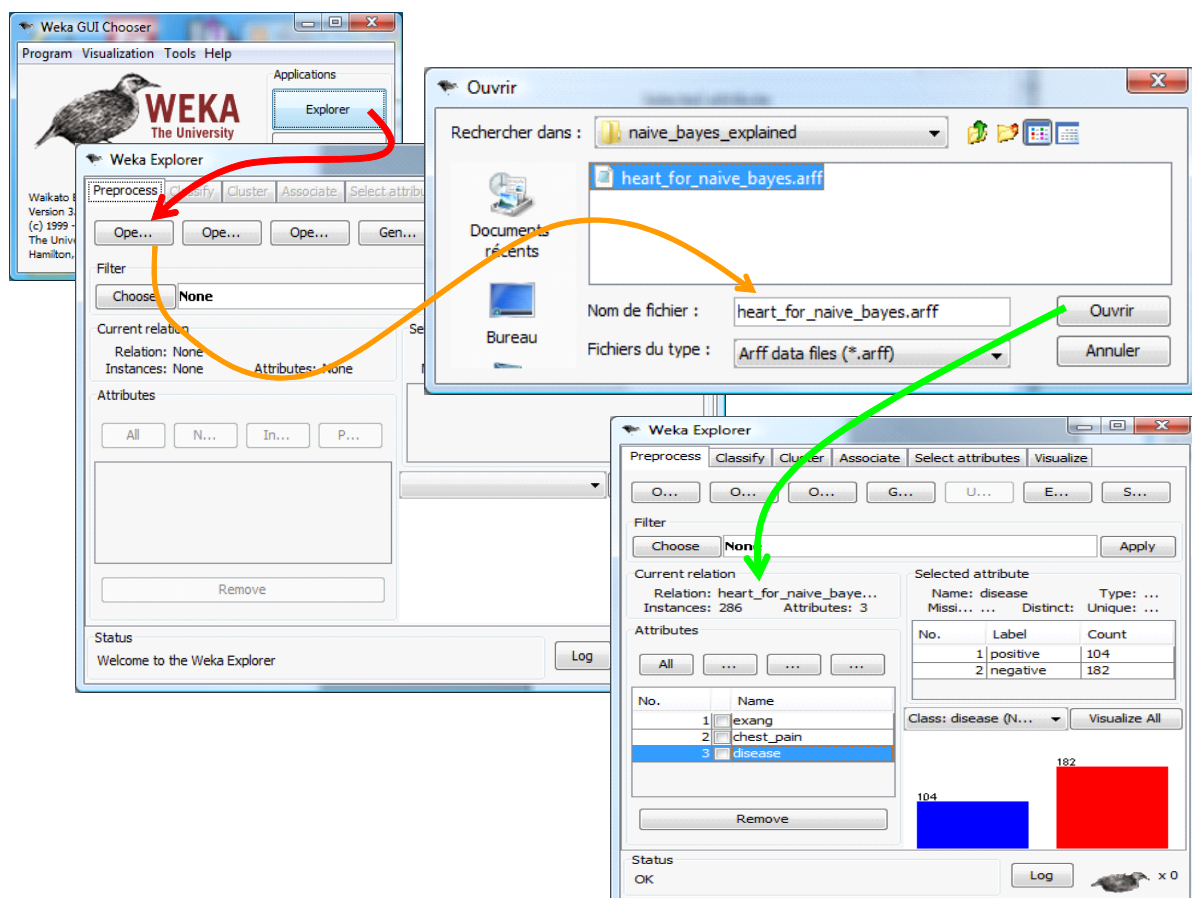 Weka GUI Chooser
Program Visualization Tools Help
Applications
WEKA
The University
Explorer
Waikato
Version 3.
(c) 1999 -
The Unive
Hamilton,
Weka Explorer
Preprocess Classify Cluster Associate Select attribu
Ope... Ope... Ope... Gen...
Filter
Choose None
Current relation Se
Relation: None
Instances: None Attributes: None
Attributes
All N... In... P...
Remove
Status
Welcome to the Weka Explorer
Log
Ouvrir
Rechercher dans : naive_bayes_explained
heart_for_naive_bayes.arff
Documents
récents
Bureau
Nom de fichier : heart_for_naive_bayes.arff Ouvrir
Fichiers du type : Arff data files (*.arff) Annuler
Weka Explorer
Preprocess Classify Cluster Associate Select attributes Visualize
O... O... O... G... U... E... S...
Filter
Choose None Apply
Current relation
Relation: heart_for_naive_baye...
Instances: 286 Attributes: 3
Selected attribute
Name: disease Type: ...
Missi... ... Distinct: Unique: ...
Attributes
All ... ... ...
No. Name
1 exang
2 chest_pain
3 disease
Remove
No. Label Count
1 positive 104
2 negative 182
Class: disease (N... Visualize All
182
104
Status
OK
Log x 0